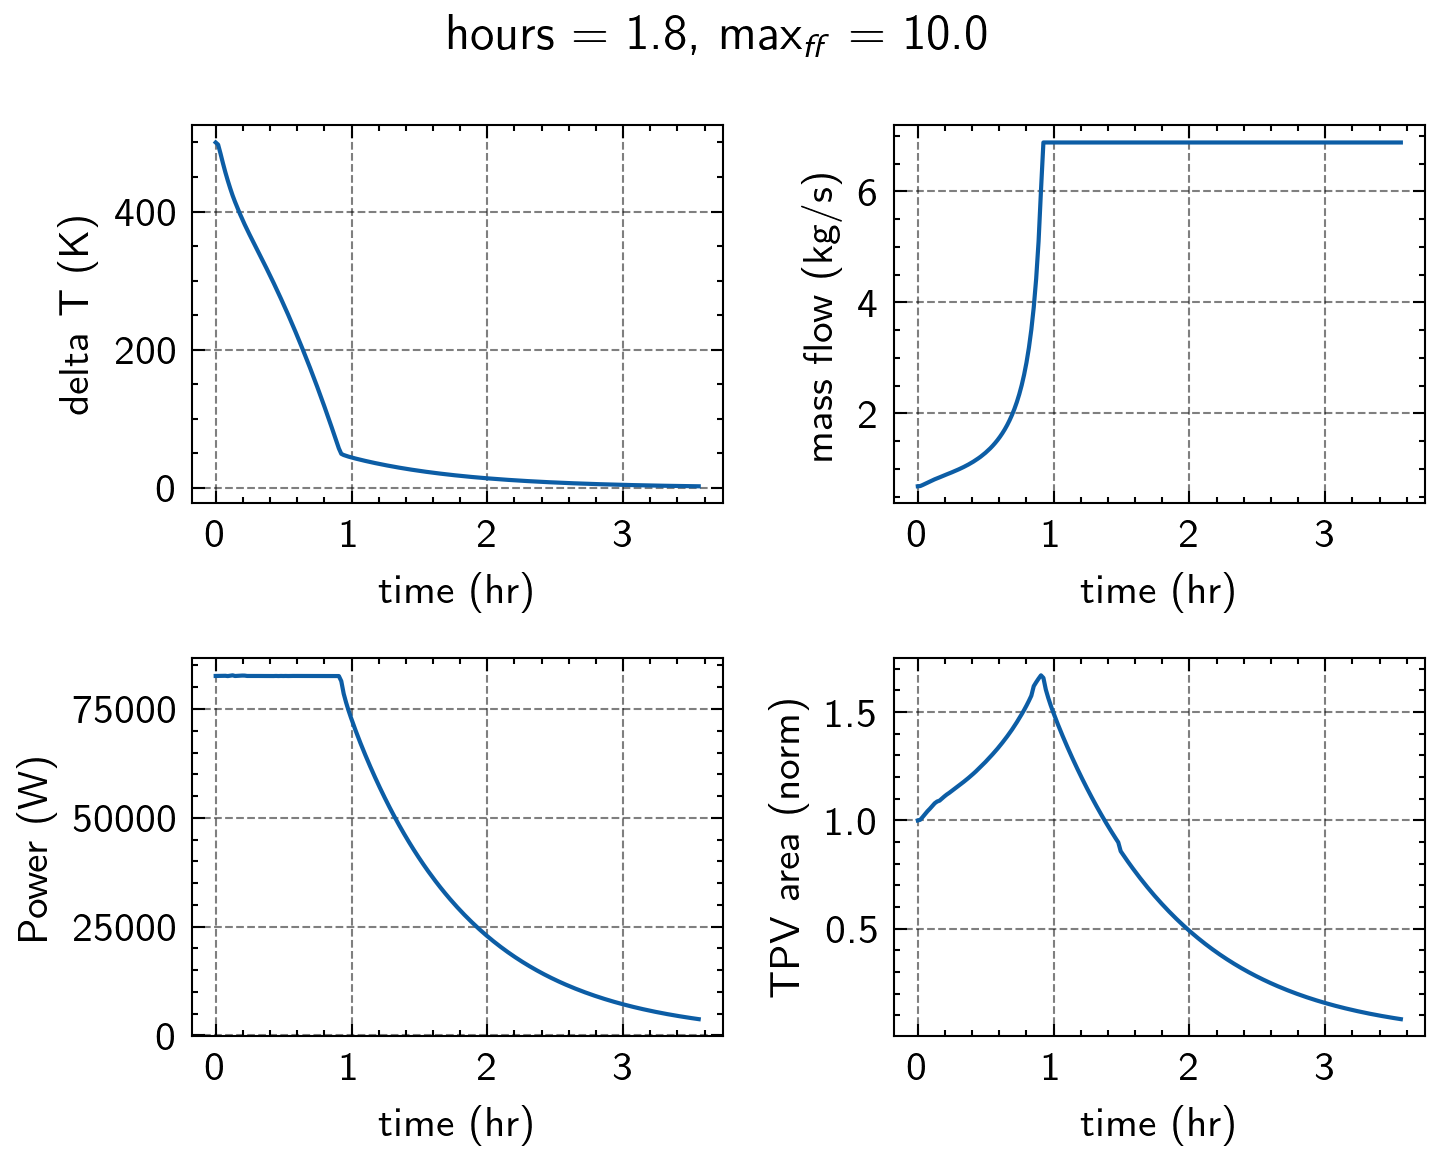 hours = 1.8, max_ff = 10.0
delta T (K)
400
200
0
0 1 2 3
time (hr)
mass flow (kg/s)
6
4
2
0 1 2 3
time (hr)
Power (W)
75000
50000
25000
0
0 1 2 3
time (hr)
TPV area (norm)
1.5
1.0
0.5
0 1 2 3
time (hr)